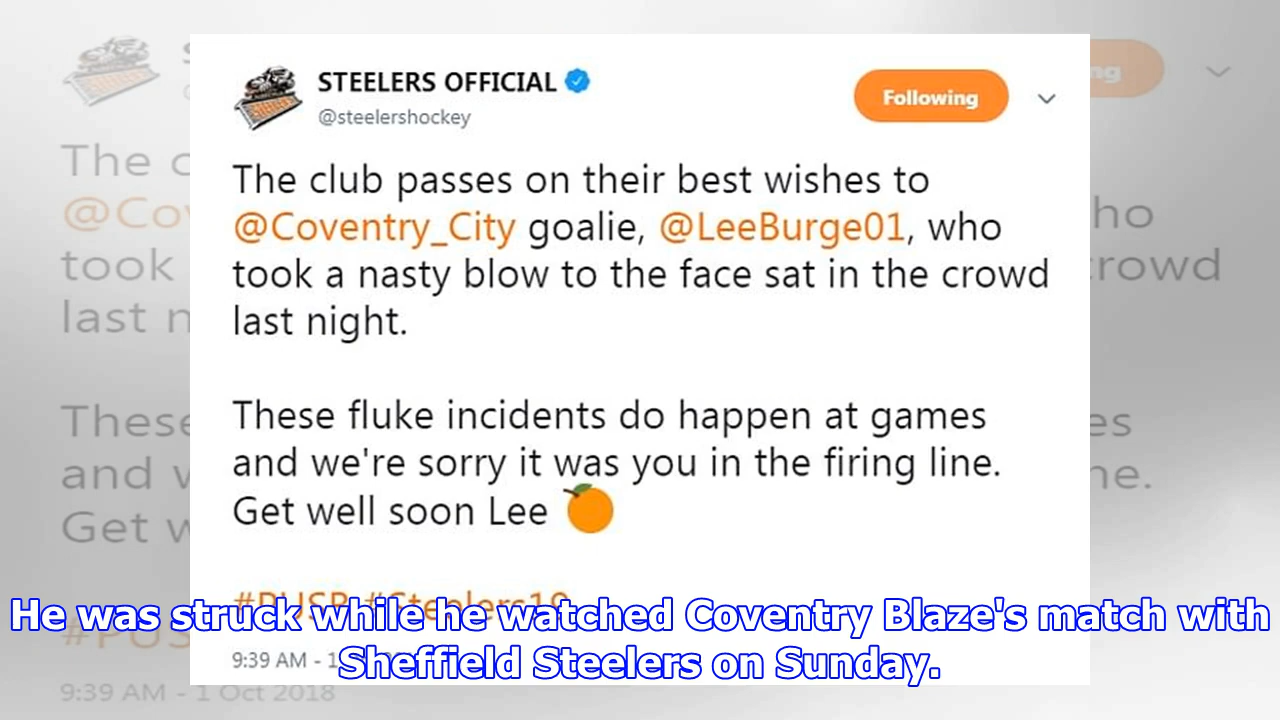 STEELERS OFFICIAL
@steelershockey
Following
The club passes on their best wishes to
@Coventry_City goalie, @LeeBurge01, who
took a nasty blow to the face sat in the crowd
last night.
These fluke incidents do happen at games
and we're sorry it was you in the firing line.
Get well soon Lee
#PUSB #Steelers19
He was struck while he watched Coventry Blaze's match with
Sheffield Steelers on Sunday.
9:39 AM - 1 Oct 2018